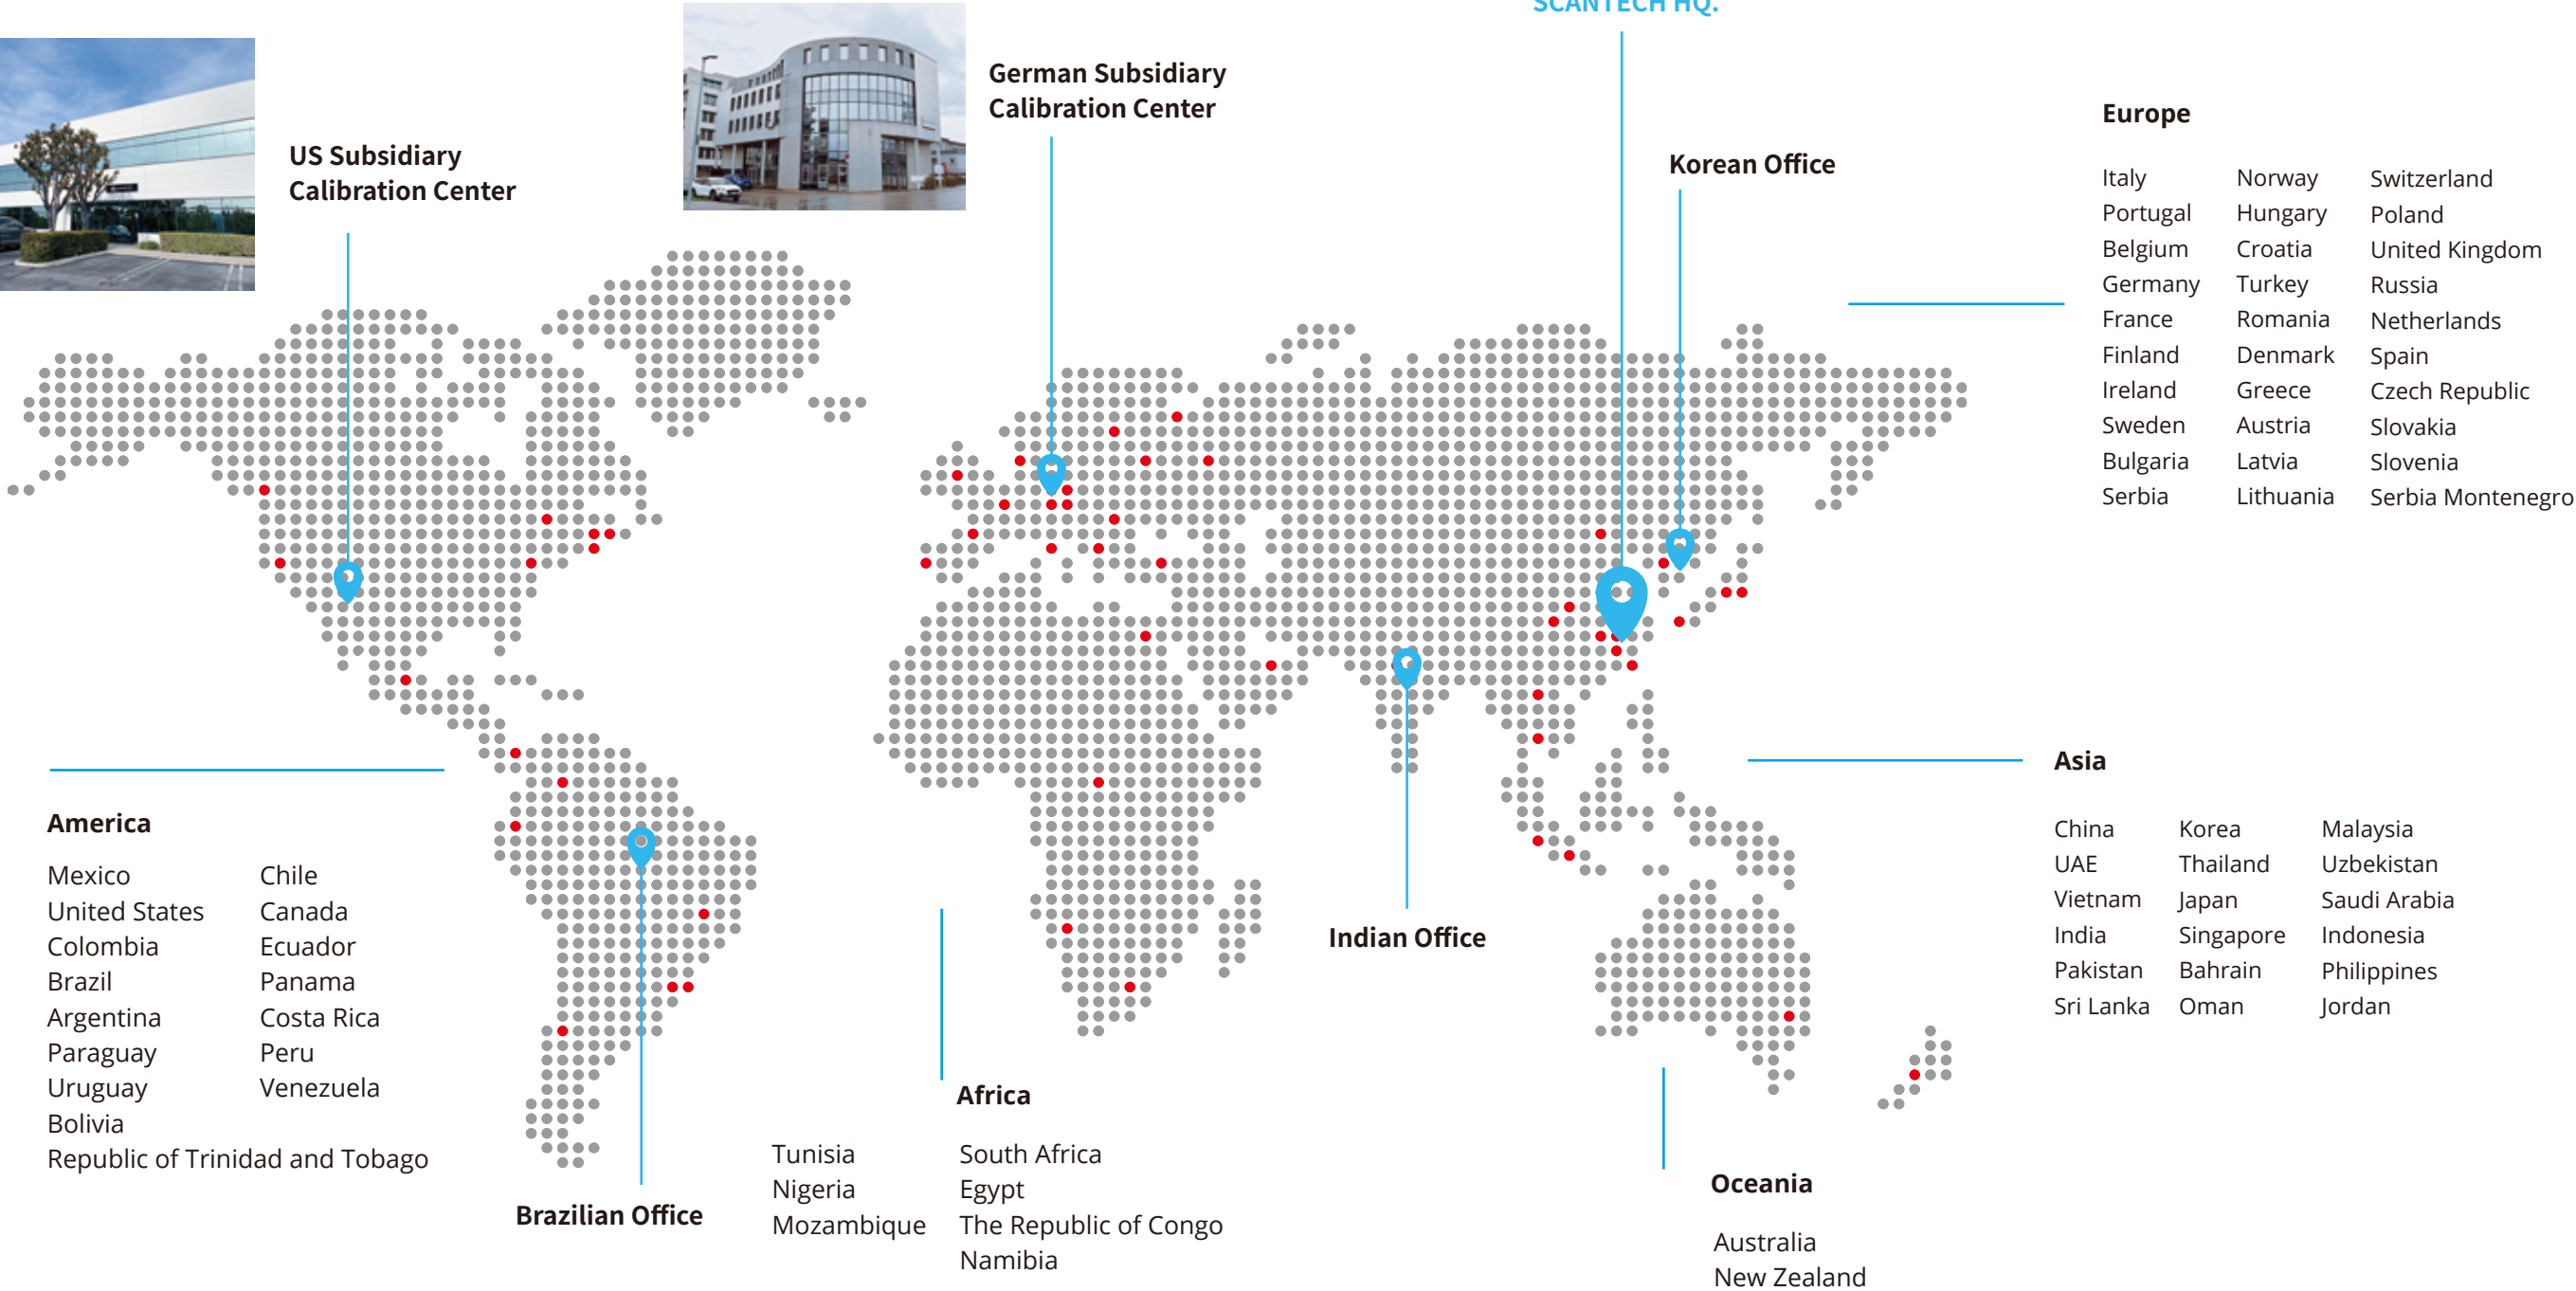 SCANTECH HQ.
German Subsidiary
Calibration Center
US Subsidiary
Calibration Center
Korean Office
Europe
Italy Norway Switzerland
Portugal Hungary Poland
Belgium Croatia United Kingdom
Germany Turkey Russia
France Romania Netherlands
Finland Denmark Spain
Ireland Greece Czech Republic
Sweden Austria Slovakia
Bulgaria Latvia Slovenia
Serbia Lithuania Serbia Montenegro
Asia
China Korea Malaysia
UAE Thailand Uzbekistan
Vietnam Japan Saudi Arabia
India Singapore Indonesia
Pakistan Bahrain Philippines
Sri Lanka Oman Jordan
America
Mexico Chile
United States Canada
Colombia Ecuador
Brazil Panama
Argentina Costa Rica
Paraguay Peru
Uruguay Venezuela
Bolivia
Republic of Trinidad and Tobago
Indian Office
Brazilian Office
Africa
Tunisia South Africa
Nigeria Egypt
Mozambique The Republic of Congo
Namibia
Oceania
Australia
New Zealand